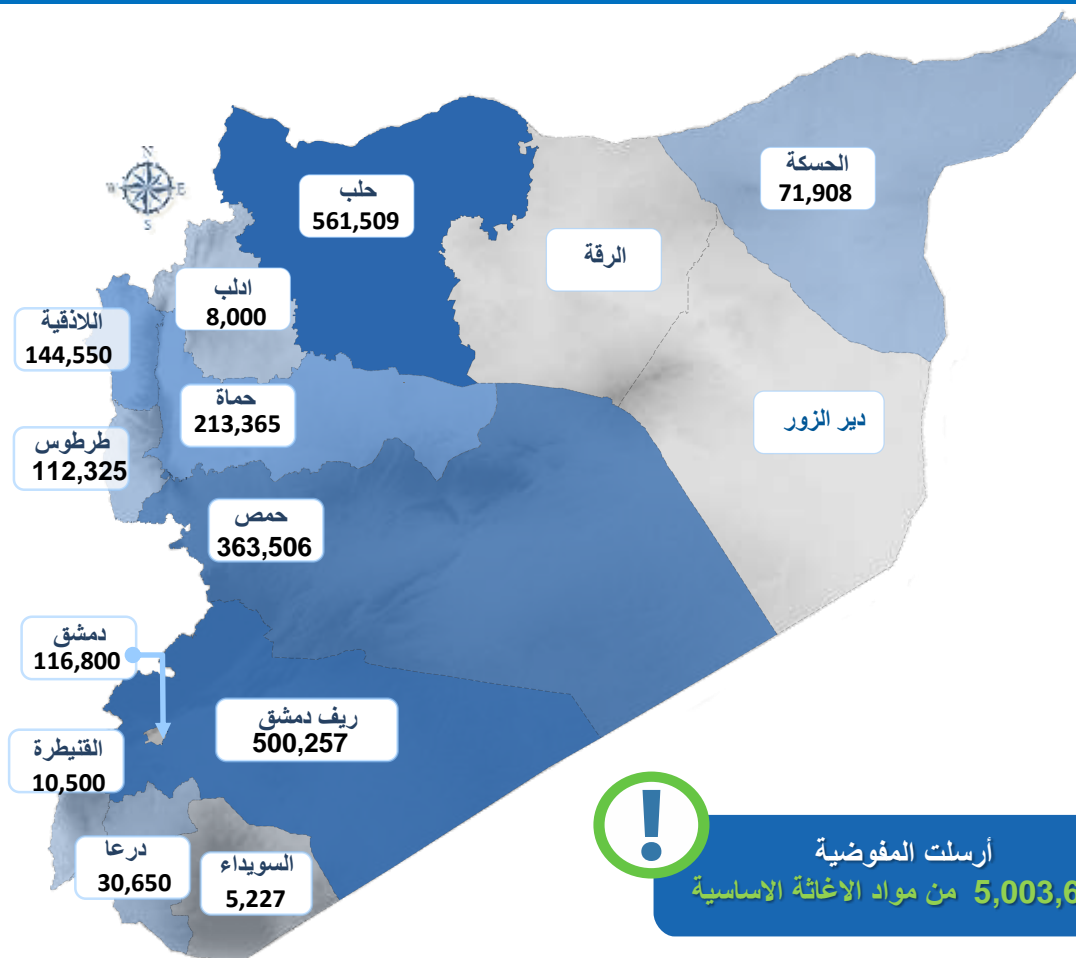 N
W E
S
الحسكة
71,908
حلب
561,509
الرقة
ادلب
8,000
اللاذقية
144,550
حماة
213,365
دير الزور
طرطوس
112,325
حمص
363,506
دمشق
116,800
ريف دمشق
500,257
القنيطرة
10,500
درعا
30,650
السويداء
5,227
!
أرسلت المفوضية
من مواد الاغاثة الاساسية